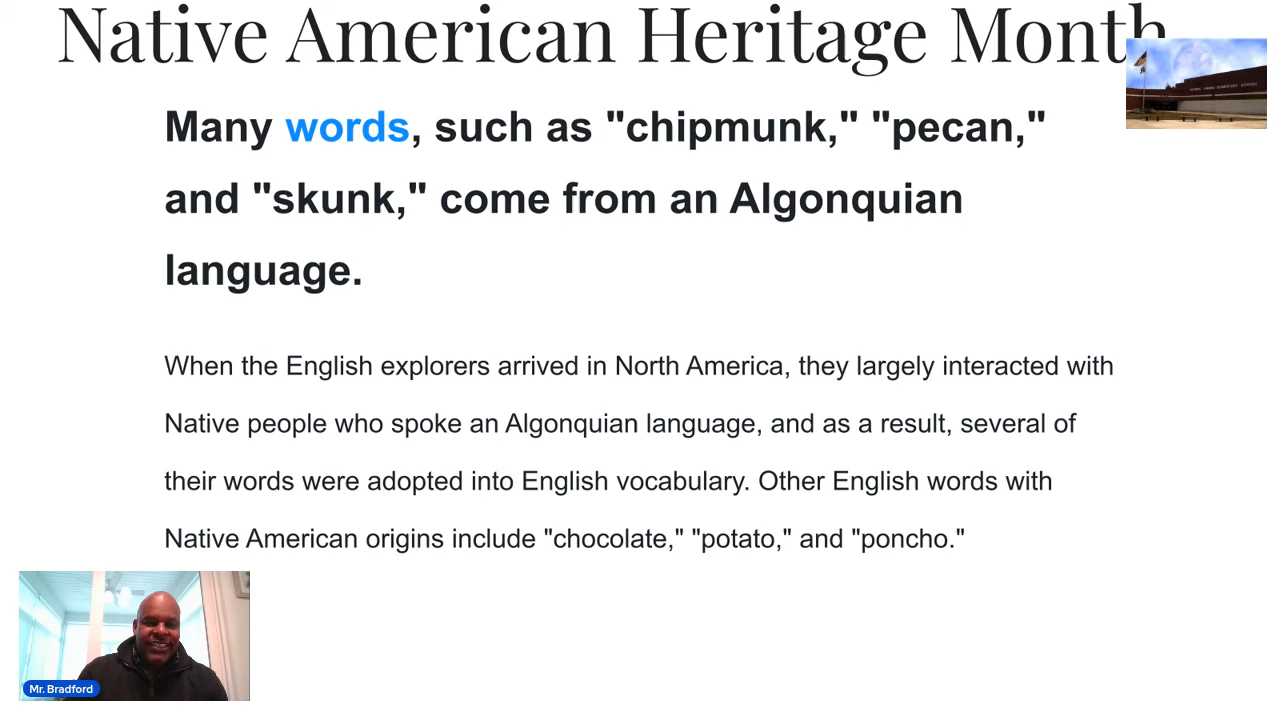 Native American Heritage Month
Many words, such as "chipmunk," "pecan,"
and "skunk," come from an Algonquian
language.
When the English explorers arrived in North America, they largely interacted with
Native people who spoke an Algonquian language, and as a result, several of
their words were adopted into English vocabulary. Other English words with
Native American origins include "chocolate," "potato," and "poncho."
Mr. Bradford
ELEMENTARY SCHOOL